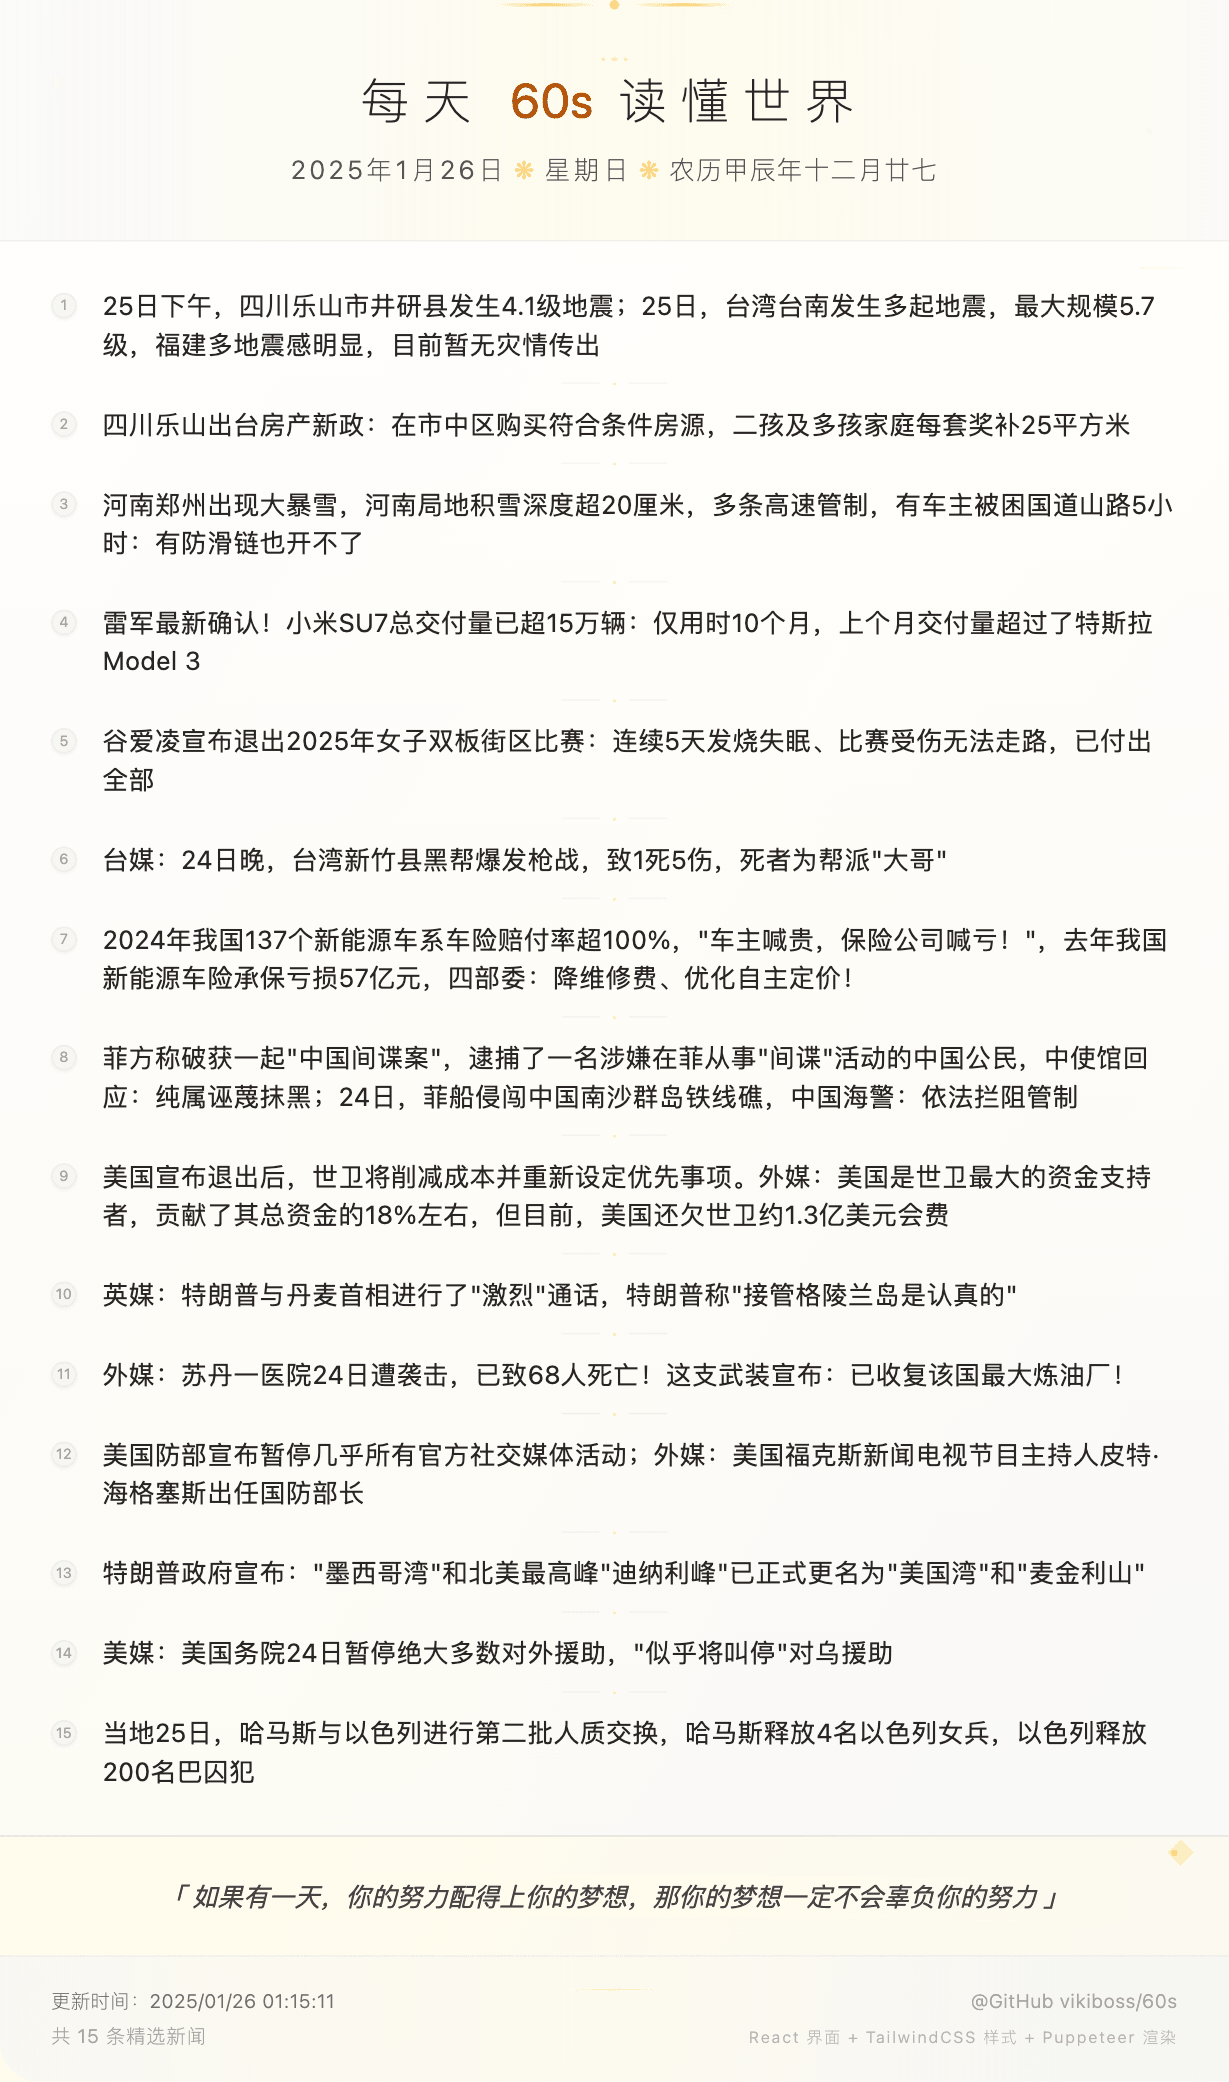 每天 60s 读懂世界
2025年1月26日 ❋ 星期日 ❋ 农历甲辰年十二月廿七
1 25日下午，四川乐山市井研县发生4.1级地震；25日，台湾台南发生多起地震，最大规模5.7
级，福建多地震感明显，目前暂无灾情传出
2 四川乐山出台房产新政：在市中区购买符合条件房源，二孩及多孩家庭每套奖补25平方米
3 河南郑州出现大暴雪，河南局地积雪深度超20厘米，多条高速管制，有车主被困国道山路5小
时：有防滑链也开不了
4 雷军最新确认！小米SU7总交付量已超15万辆：仅用时10个月，上个月交付量超过了特斯拉
Model 3
5 谷爱凌宣布退出2025年女子双板街区比赛：连续5天发烧失眠、比赛受伤无法走路，已付出
全部
6 台媒：24日晚，台湾新竹县黑帮爆发枪战，致1死5伤，死者为帮派"大哥"
7 2024年我国137个新能源车系车险赔付率超100%，"车主喊贵，保险公司喊亏！"，去年我国
新能源车险承保亏损57亿元，四部委：降维修费、优化自主定价！
8 菲方称破获一起"中国间谍案"，逮捕了一名涉嫌在菲从事"间谍"活动的中国公民，中使馆回
应：纯属诬蔑抹黑；24日，菲船侵闯中国南沙群岛铁线礁，中国海警：依法拦阻管制
9 美国宣布退出后，世卫将削减成本并重新设定优先事项。外媒：美国是世卫最大的资金支持
者，贡献了其总资金的18%左右，但目前，美国还欠世卫约1.3亿美元会费
10 英媒：特朗普与丹麦首相进行了"激烈"通话，特朗普称"接管格陵兰岛是认真的"
11 外媒：苏丹一医院24日遭袭击，已致68人死亡！这支武装宣布：已收复该国最大炼油厂！
12 美国防部宣布暂停几乎所有官方社交媒体活动；外媒：美国福克斯新闻电视节目主持人皮特·
海格塞斯出任国防部长
13 特朗普政府宣布："墨西哥湾"和北美最高峰"迪纳利峰"已正式更名为"美国湾"和"麦金利山"
14 美媒：美国务院24日暂停绝大多数对外援助，"似乎将叫停"对乌援助
15 当地25日，哈马斯与以色列进行第二批人质交换，哈马斯释放4名以色列女兵，以色列释放
200名巴囚犯
「 如果有一天，你的努力配得上你的梦想，那你的梦想一定不会辜负你的努力 」
更新时间：2025/01/26 01:15:11
@GitHub vikiboss/60s
共 15 条精选新闻
React 界面 + TailwindCSS 样式 + Puppeteer 渲染